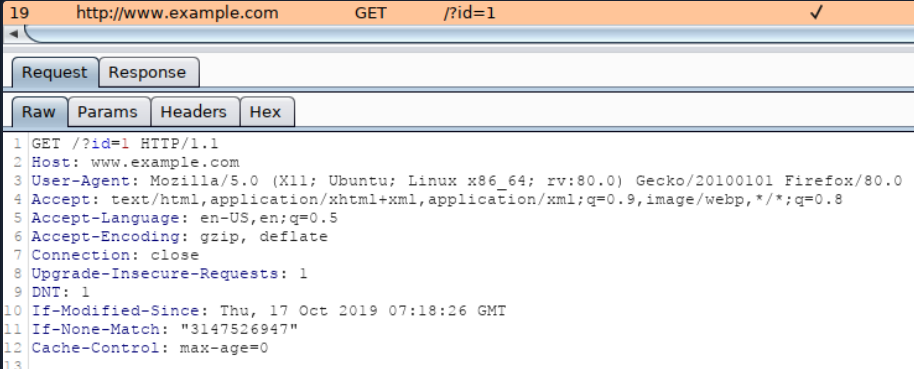 19 http://www.example.com GET /?id=1 ✓
Request Response
Raw Params Headers Hex
1 GET /?id=1 HTTP/1.1
2 Host: www.example.com
3 User-Agent: Mozilla/5.0 (X11; Ubuntu; Linux x86_64; rv:80.0) Gecko/20100101 Firefox/80.0
4 Accept: text/html,application/xhtml+xml,application/xml;q=0.9,image/webp,*/*;q=0.8
5 Accept-Language: en-US,en;q=0.5
6 Accept-Encoding: gzip, deflate
7 Connection: close
8 Upgrade-Insecure-Requests: 1
9 DNT: 1
10 If-Modified-Since: Thu, 17 Oct 2019 07:18:26 GMT
11 If-None-Match: "3147526947"
12 Cache-Control: max-age=0
13